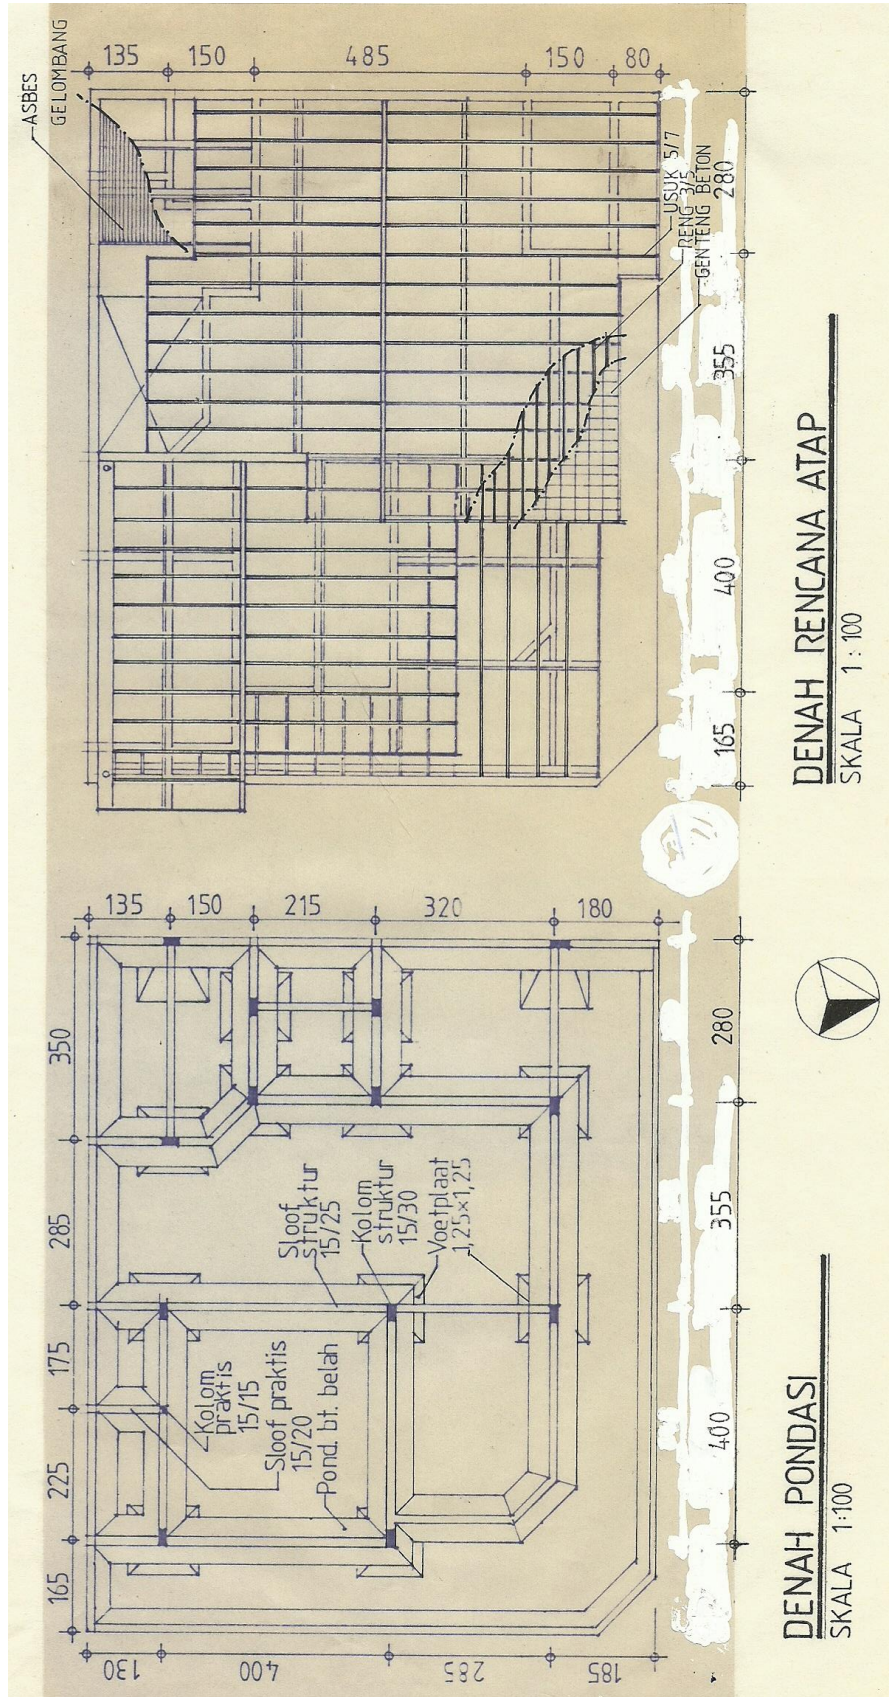 ASBES
GELOMBANG
135
150
485
150
80
USUK 5/7
RENG 3/5
GENTENG BETON
280
355
400
165
DENAH RENCANA ATAP
SKALA 1:100
135
150
215
320
180
350
285
175
225
165
280
355
400
Sloof
struktur
15/25
Kolom
struktur
15/30
Voetplaat
1,25x1,25
Kolom
praktis
15/15
Sloof praktis
15/20
Pond. bt. belah
130
400
285
185
DENAH PONDASI
SKALA 1:100